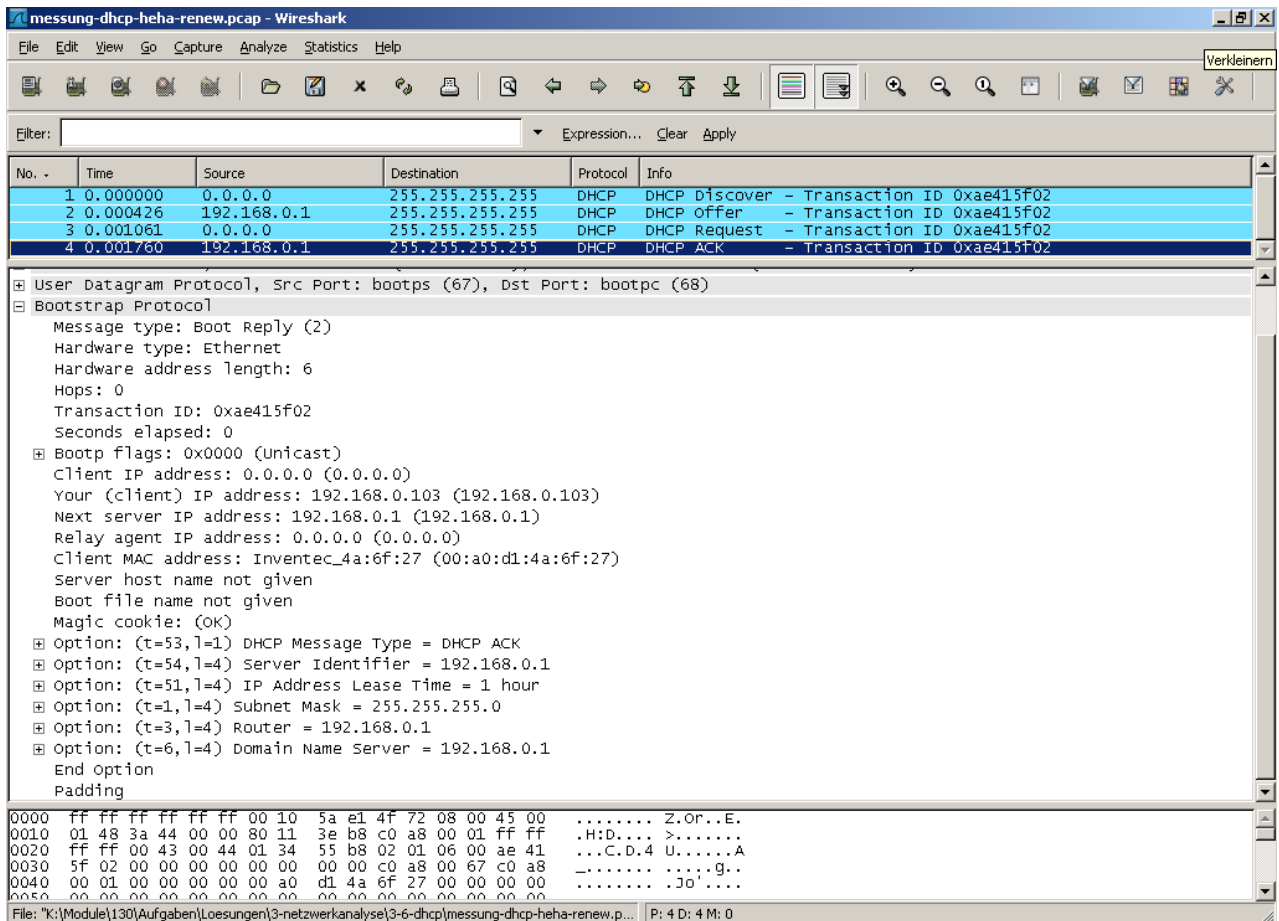 messung-dhcp-heha-renew.pcap - Wireshark
File Edit View Go Capture Analyze Statistics Help
Verkleinern
Filter: Expression... Clear Apply
No. - Time Source Destination Protocol Info
1 0.000000 0.0.0.0 255.255.255.255 DHCP DHCP Discover - Transaction ID 0xae415f02
2 0.000426 192.168.0.1 255.255.255.255 DHCP DHCP Offer - Transaction ID 0xae415f02
3 0.001061 0.0.0.0 255.255.255.255 DHCP DHCP Request - Transaction ID 0xae415f02
4 0.001760 192.168.0.1 255.255.255.255 DHCP DHCP ACK - Transaction ID 0xae415f02
User Datagram Protocol, Src Port: bootps (67), Dst Port: bootpc (68)
Bootstrap Protocol
Message type: Boot Reply (2)
Hardware type: Ethernet
Hardware address length: 6
Hops: 0
Transaction ID: 0xae415f02
Seconds elapsed: 0
Bootp flags: 0x0000 (Unicast)
Client IP address: 0.0.0.0 (0.0.0.0)
Your (client) IP address: 192.168.0.103 (192.168.0.103)
Next server IP address: 192.168.0.1 (192.168.0.1)
Relay agent IP address: 0.0.0.0 (0.0.0.0)
Client MAC address: Inventec_4a:6f:27 (00:a0:d1:4a:6f:27)
Server host name not given
Boot file name not given
Magic cookie: (OK)
Option: (t=53,l=1) DHCP Message Type = DHCP ACK
Option: (t=54,l=4) Server Identifier = 192.168.0.1
Option: (t=51,l=4) IP Address Lease Time = 1 hour
Option: (t=1,l=4) Subnet Mask = 255.255.255.0
Option: (t=3,l=4) Router = 192.168.0.1
Option: (t=6,l=4) Domain Name Server = 192.168.0.1
End Option
Padding
0000 ff ff ff ff ff ff 00 10 5a e1 4f 72 08 00 45 00 ........ Z.Or..E.
0010 01 48 3a 44 00 00 80 11 3e b8 c0 a8 00 01 ff ff .H:D.... >.......
0020 ff ff 00 43 00 44 01 34 55 b8 02 01 06 00 ae 41 ...C.D.4 U......A
0030 5f 02 00 00 00 00 00 00 00 00 c0 a8 00 67 c0 a8 _....... .....g..
0040 00 01 00 00 00 00 00 a0 d1 4a 6f 27 00 00 00 00 ........ .Jo'....
0050 00 00 00 00 00 00 00 00 00 00 00 00 00 00 00 00
File: "K:\Module\130\Aufgaben\Loesungen\3-netzwerkanalyse\3-6-dhcp\messung-dhcp-heha-renew.p... P: 4 D: 4 M: 0